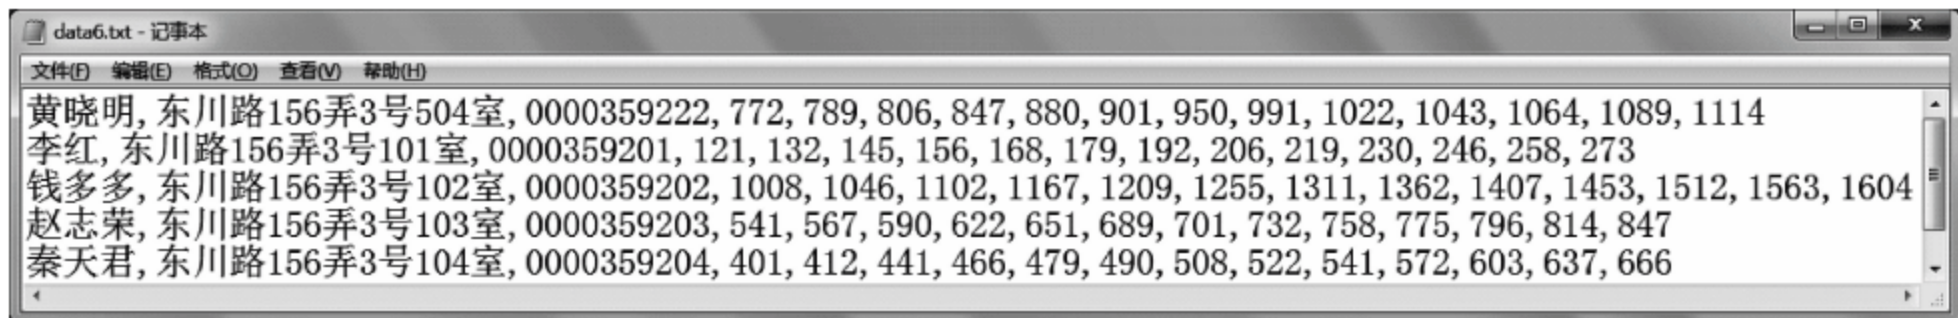 data6.txt - 记事本
文件(F) 编辑(E) 格式(O) 查看(V) 帮助(H)
黄晓明,东川路156弄3号504室,0000359222,772,789,806,847,880,901,950,991,1022,1043,1064,1089,1114
李红,东川路156弄3号101室,0000359201,121,132,145,156,168,179,192,206,219,230,246,258,273
钱多多,东川路156弄3号102室,0000359202,1008,1046,1102,1167,1209,1255,1311,1362,1407,1453,1512,1563,1604
赵志荣,东川路156弄3号103室,0000359203,541,567,590,622,651,689,701,732,758,775,796,814,847
秦天君,东川路156弄3号104室,0000359204,401,412,441,466,479,490,508,522,541,572,603,637,666